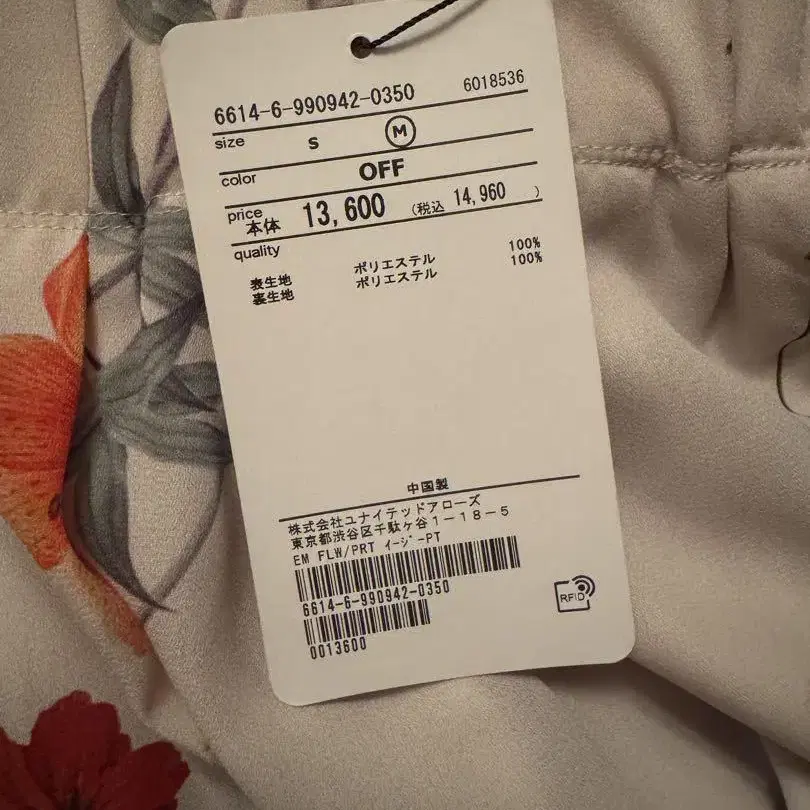 6614-6-990942-0350 6018536
size S M
color OFF
price 本体 13,600 (税込 14,960 )
quality
表生地 ポリエステル 100%
裏生地 ポリエステル 100%
中国製
株式会社ユナイテッドアローズ
東京都渋谷区千駄ヶ谷1-18-5
EM FLW/PRT イージ-PT
6614-6-990942-0350
0013600
RFID